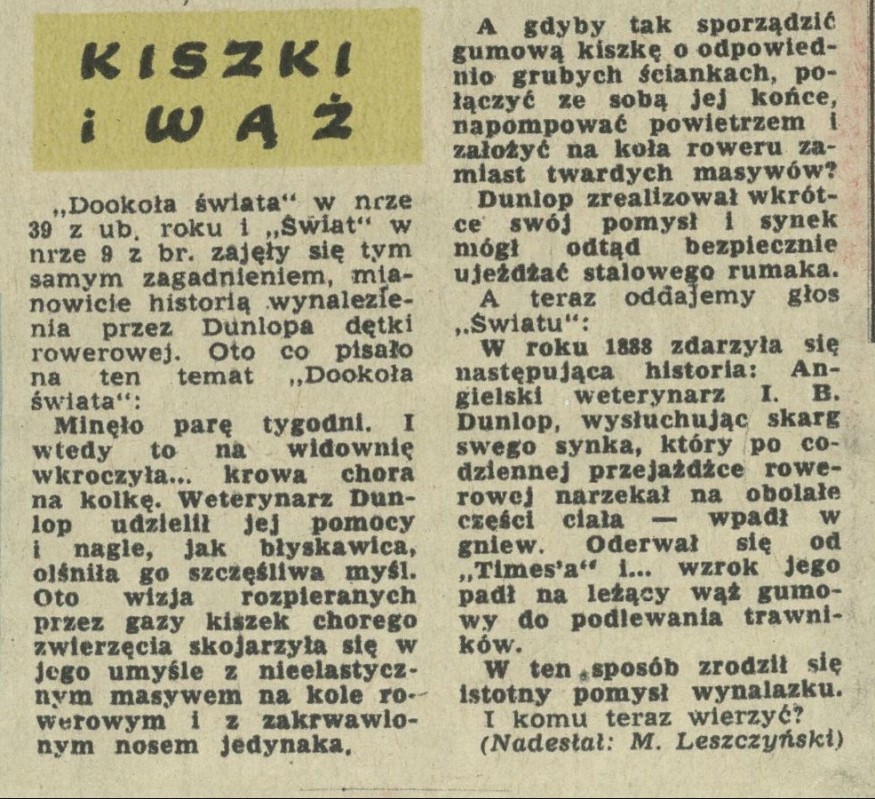 KISZKI
i WĄŻ
„Dookoła świata“ w nrze
39 z ub. roku i „Świat“ w
nrze 9 z br. zajęły się tym
samym zagadnieniem, mia-
nowicie historią wynalezie-
nia przez Dunlopa dętki
rowerowej. Oto co pisało
na ten temat „Dookoła
świata“:
Minęło parę tygodni. I
wtedy to na widownię
wkroczyła... krowa chora
na kolkę. Weterynarz Dun-
lop udzielił jej pomocy
i nagle, jak błyskawica,
olśniła go szczęśliwa myśl.
Oto wizja rozpieranych
przez gazy kiszek chorego
zwierzęcia skojarzyła się w
jego umyśle z nieelastycz-
nym masywem na kole ro-
werowym i z zakrwawio-
nym nosem jedynaka.
A gdyby tak sporządzić
gumową kiszkę o odpowied-
nio grubych ściankach, po-
łączyć ze sobą jej końce,
napompować powietrzem i
założyć na koła roweru za-
miast twardych masywów?
Dunlop zrealizował wkrót-
ce swój pomysł i synek
mógł odtąd bezpiecznie
ujeżdżać stalowego rumaka.
A teraz oddajemy głos
„Światu“:
W roku 1888 zdarzyła się
następująca historia: An-
gielski weterynarz I. B.
Dunlop, wysłuchując skarg
swego synka, który po co-
dziennej przejażdżce rowe-
rowej narzekał na obolałe
części ciała — wpadł w
gniew. Oderwał się od
„Times’a“ i... wzrok jego
padł na leżący wąż gumo-
wy do podlewania trawni-
ków.
W ten sposób zrodził się
istotny pomysł wynalazku.
I komu teraz wierzyć?
(Nadesłał: M. Leszczyński)